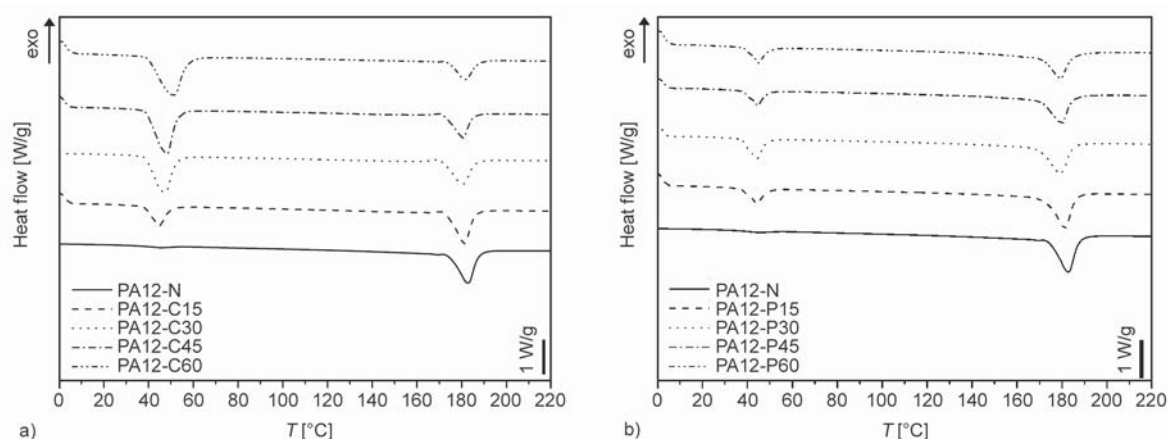 exo
Heat flow [W/g]
PA12-N
PA12-C15
PA12-C30
PA12-C45
PA12-C60
1 W/g
0 20 40 60 80 100 120 140 160 180 200 220
T [°C]
a)
exo
Heat flow [W/g]
PA12-N
PA12-P15
PA12-P30
PA12-P45
PA12-P60
1 W/g
0 20 40 60 80 100 120 140 160 180 200 220
T [°C]
b)